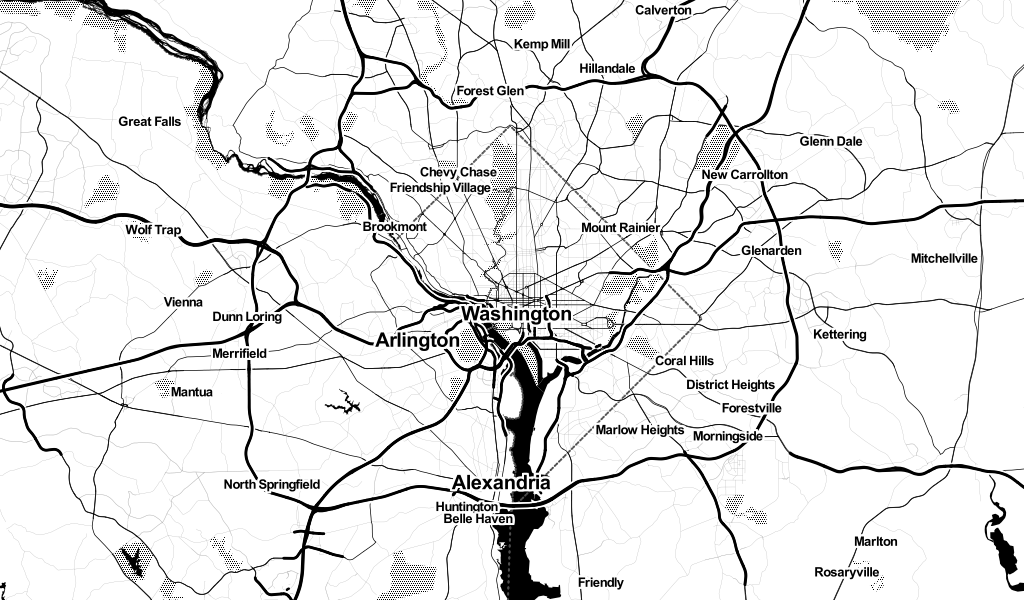 Calverton
Kemp Mill
Hillandale
Forest Glen
Great Falls
Glenn Dale
Chevy Chase
New Carrollton
Friendship Village
Brookmont
Mount Rainier
Wolf Trap
Glenarden
Mitchellville
Vienna
Dunn Loring
Washington
Kettering
Arlington
Merrifield
Coral Hills
District Heights
Mantua
Forestville
Marlow Heights
Morningside
North Springfield
Alexandria
Huntington
Belle Haven
Marlton
Rosaryville
Friendly